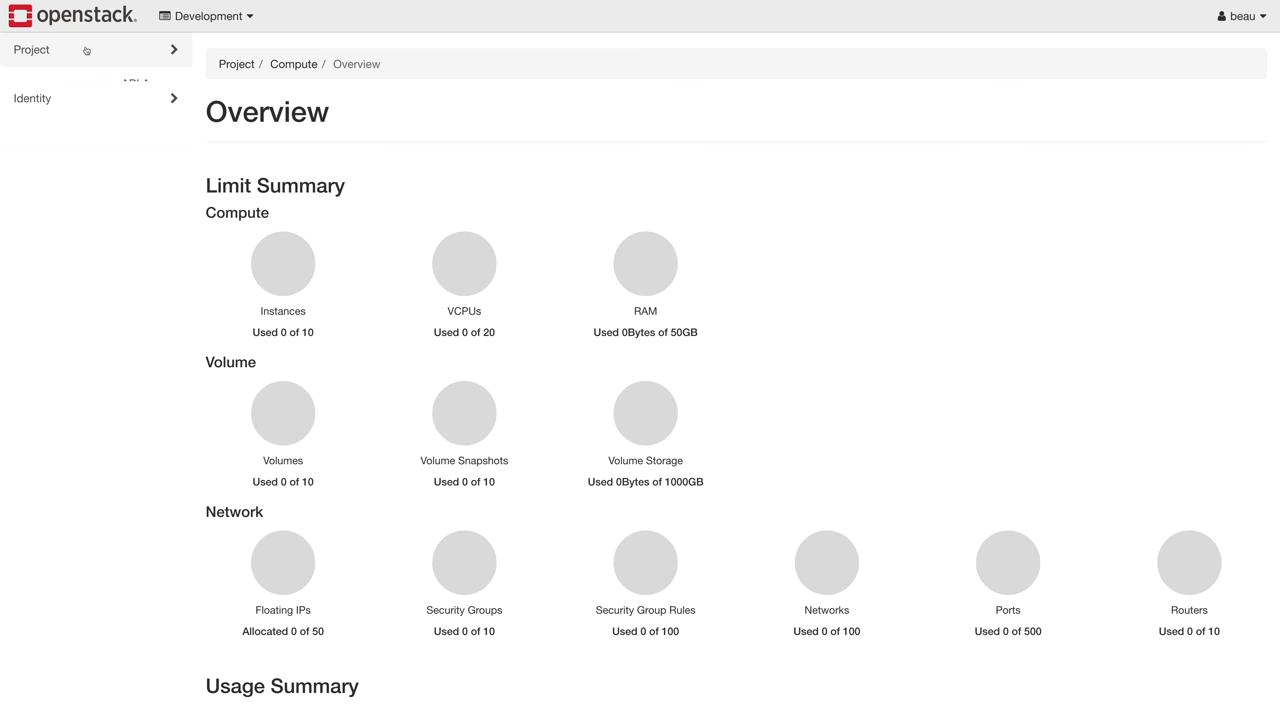 openstack. Development beau
Project
Identity
Project / Compute / Overview
Overview
Limit Summary
Compute
Instances VCPUs RAM
Used 0 of 10 Used 0 of 20 Used 0Bytes of 50GB
Volume
Volumes Volume Snapshots Volume Storage
Used 0 of 10 Used 0 of 10 Used 0Bytes of 1000GB
Network
Floating IPs Security Groups Security Group Rules Networks Ports Routers
Allocated 0 of 50 Used 0 of 10 Used 0 of 100 Used 0 of 100 Used 0 of 500 Used 0 of 10
Usage Summary